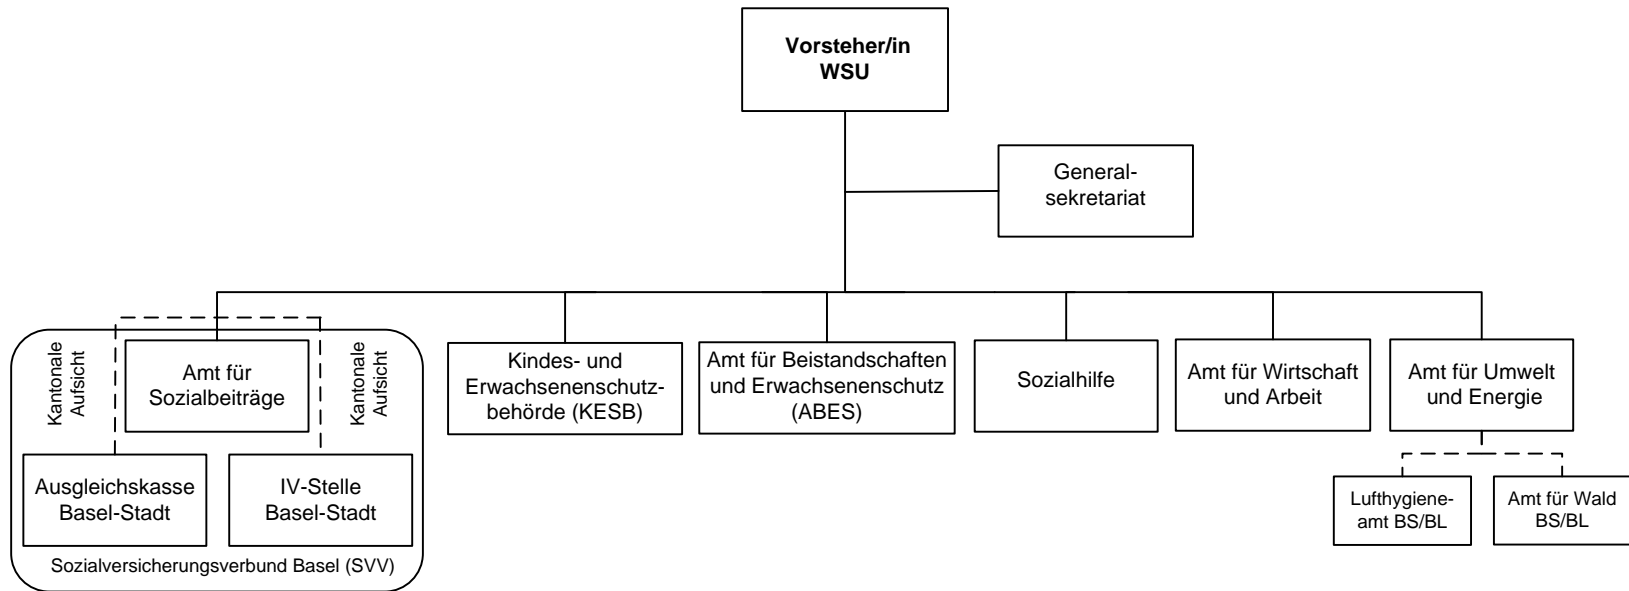 Vorsteher/in
WSU
General-
sekretariat
Kantonale
Aufsicht
Amt für
Sozialbeiträge
Kantonale
Aufsicht
Kindes- und
Erwachsenenschutz-
behörde (KESB)
Amt für Beistandschaften
und Erwachsenenschutz
(ABES)
Sozialhilfe
Amt für Wirtschaft
und Arbeit
Amt für Umwelt
und Energie
Ausgleichskasse
Basel-Stadt
IV-Stelle
Basel-Stadt
Lufthygiene-
amt BS/BL
Amt für Wald
BS/BL
Sozialversicherungsverbund Basel (SVV)